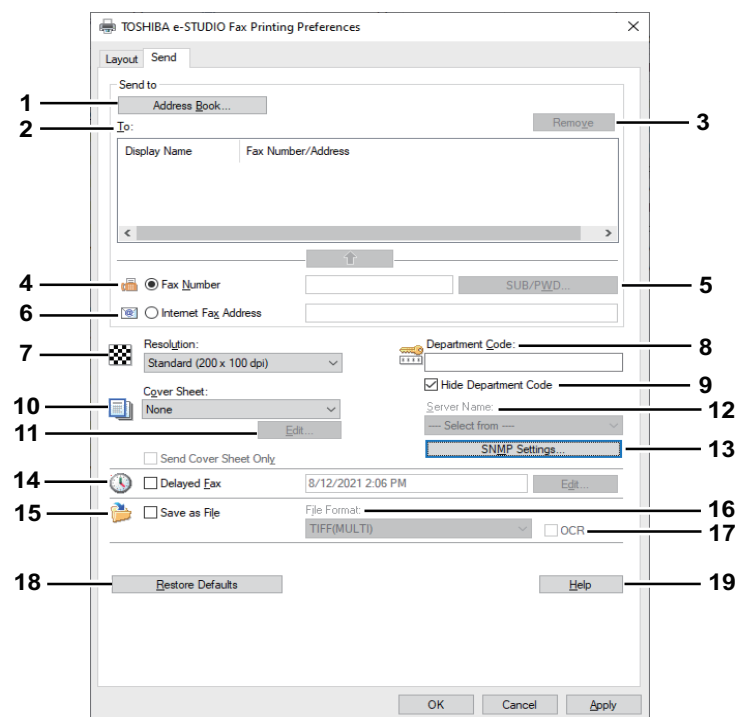 TOSHIBA e-STUDIO Fax Printing Preferences
Layout Send
Send to
1 Address Book...
2 To: Remove 3
Display Name Fax Number/Address
4 Fax Number SUB/PWD... 5
6 Internet Fax Address
7 Resolution: Department Code: 8
Standard (200 x 100 dpi)
Hide Department Code 9
10 Cover Sheet: Server Name: 12
None — Select from —
11 Edit... SNMP Settings... 13
Send Cover Sheet Only
14 Delayed Fax 8/12/2021 2:06 PM Edit...
15 Save as File File Format: 16
TIFF(MULTI) OCR 17
18 Restore Defaults Help 19
OK Cancel Apply